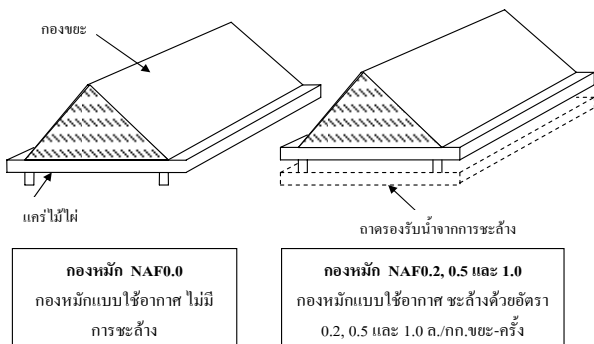 กองขยะ
แคร่ไม้ไผ่
ถาดรองรับน้ำจากการชะล้าง
กองหมัก NAF0.0
กองหมักแบบใช้อากาศ ไม่มี
การชะล้าง
กองหมัก NAF0.2, 0.5 และ 1.0
กองหมักแบบใช้อากาศ ชะล้างด้วยอัตรา
0.2, 0.5 และ 1.0 ล./กก.ขยะ-ครั้ง